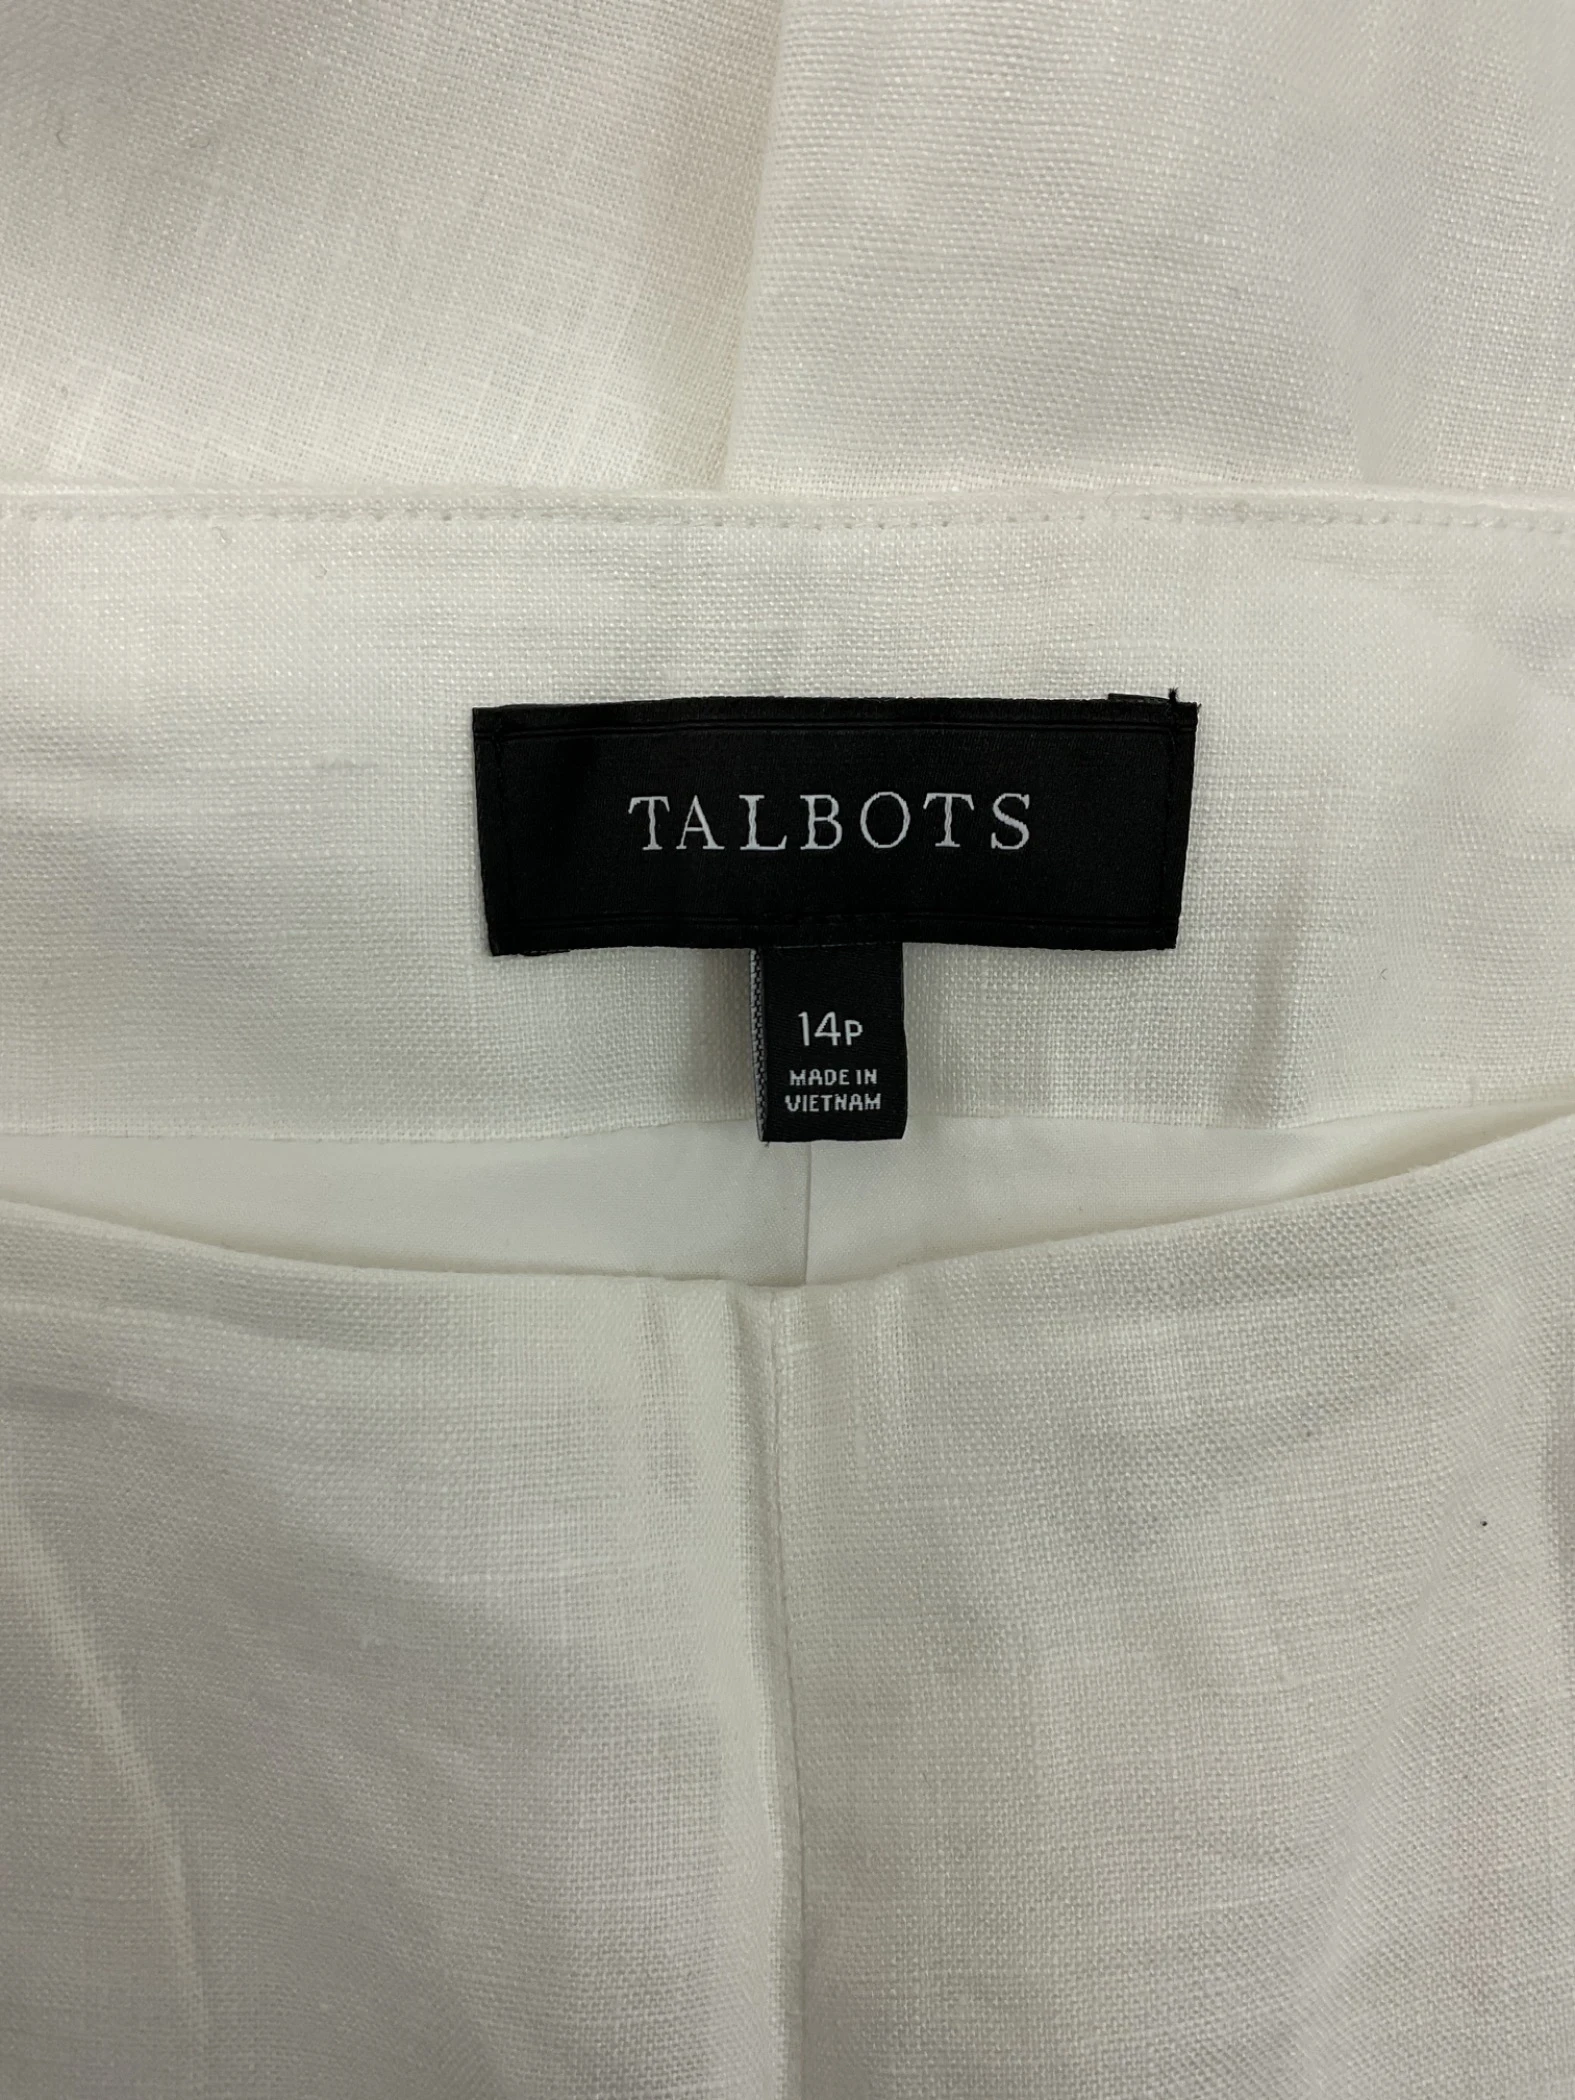 TALBOTS
14P
MADE IN
VIETNAM